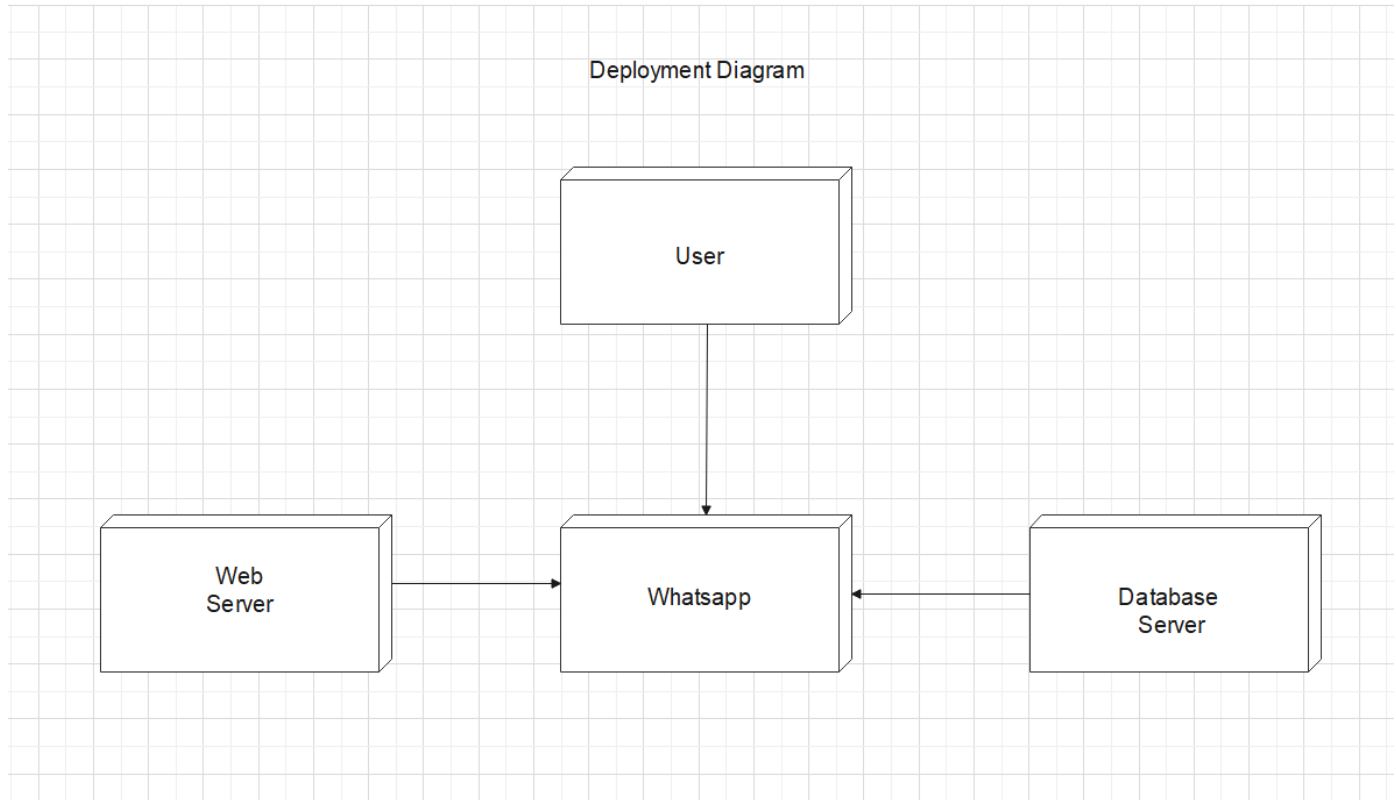 Deployment Diagram
User
Web
Server
Whatsapp
Database
Server